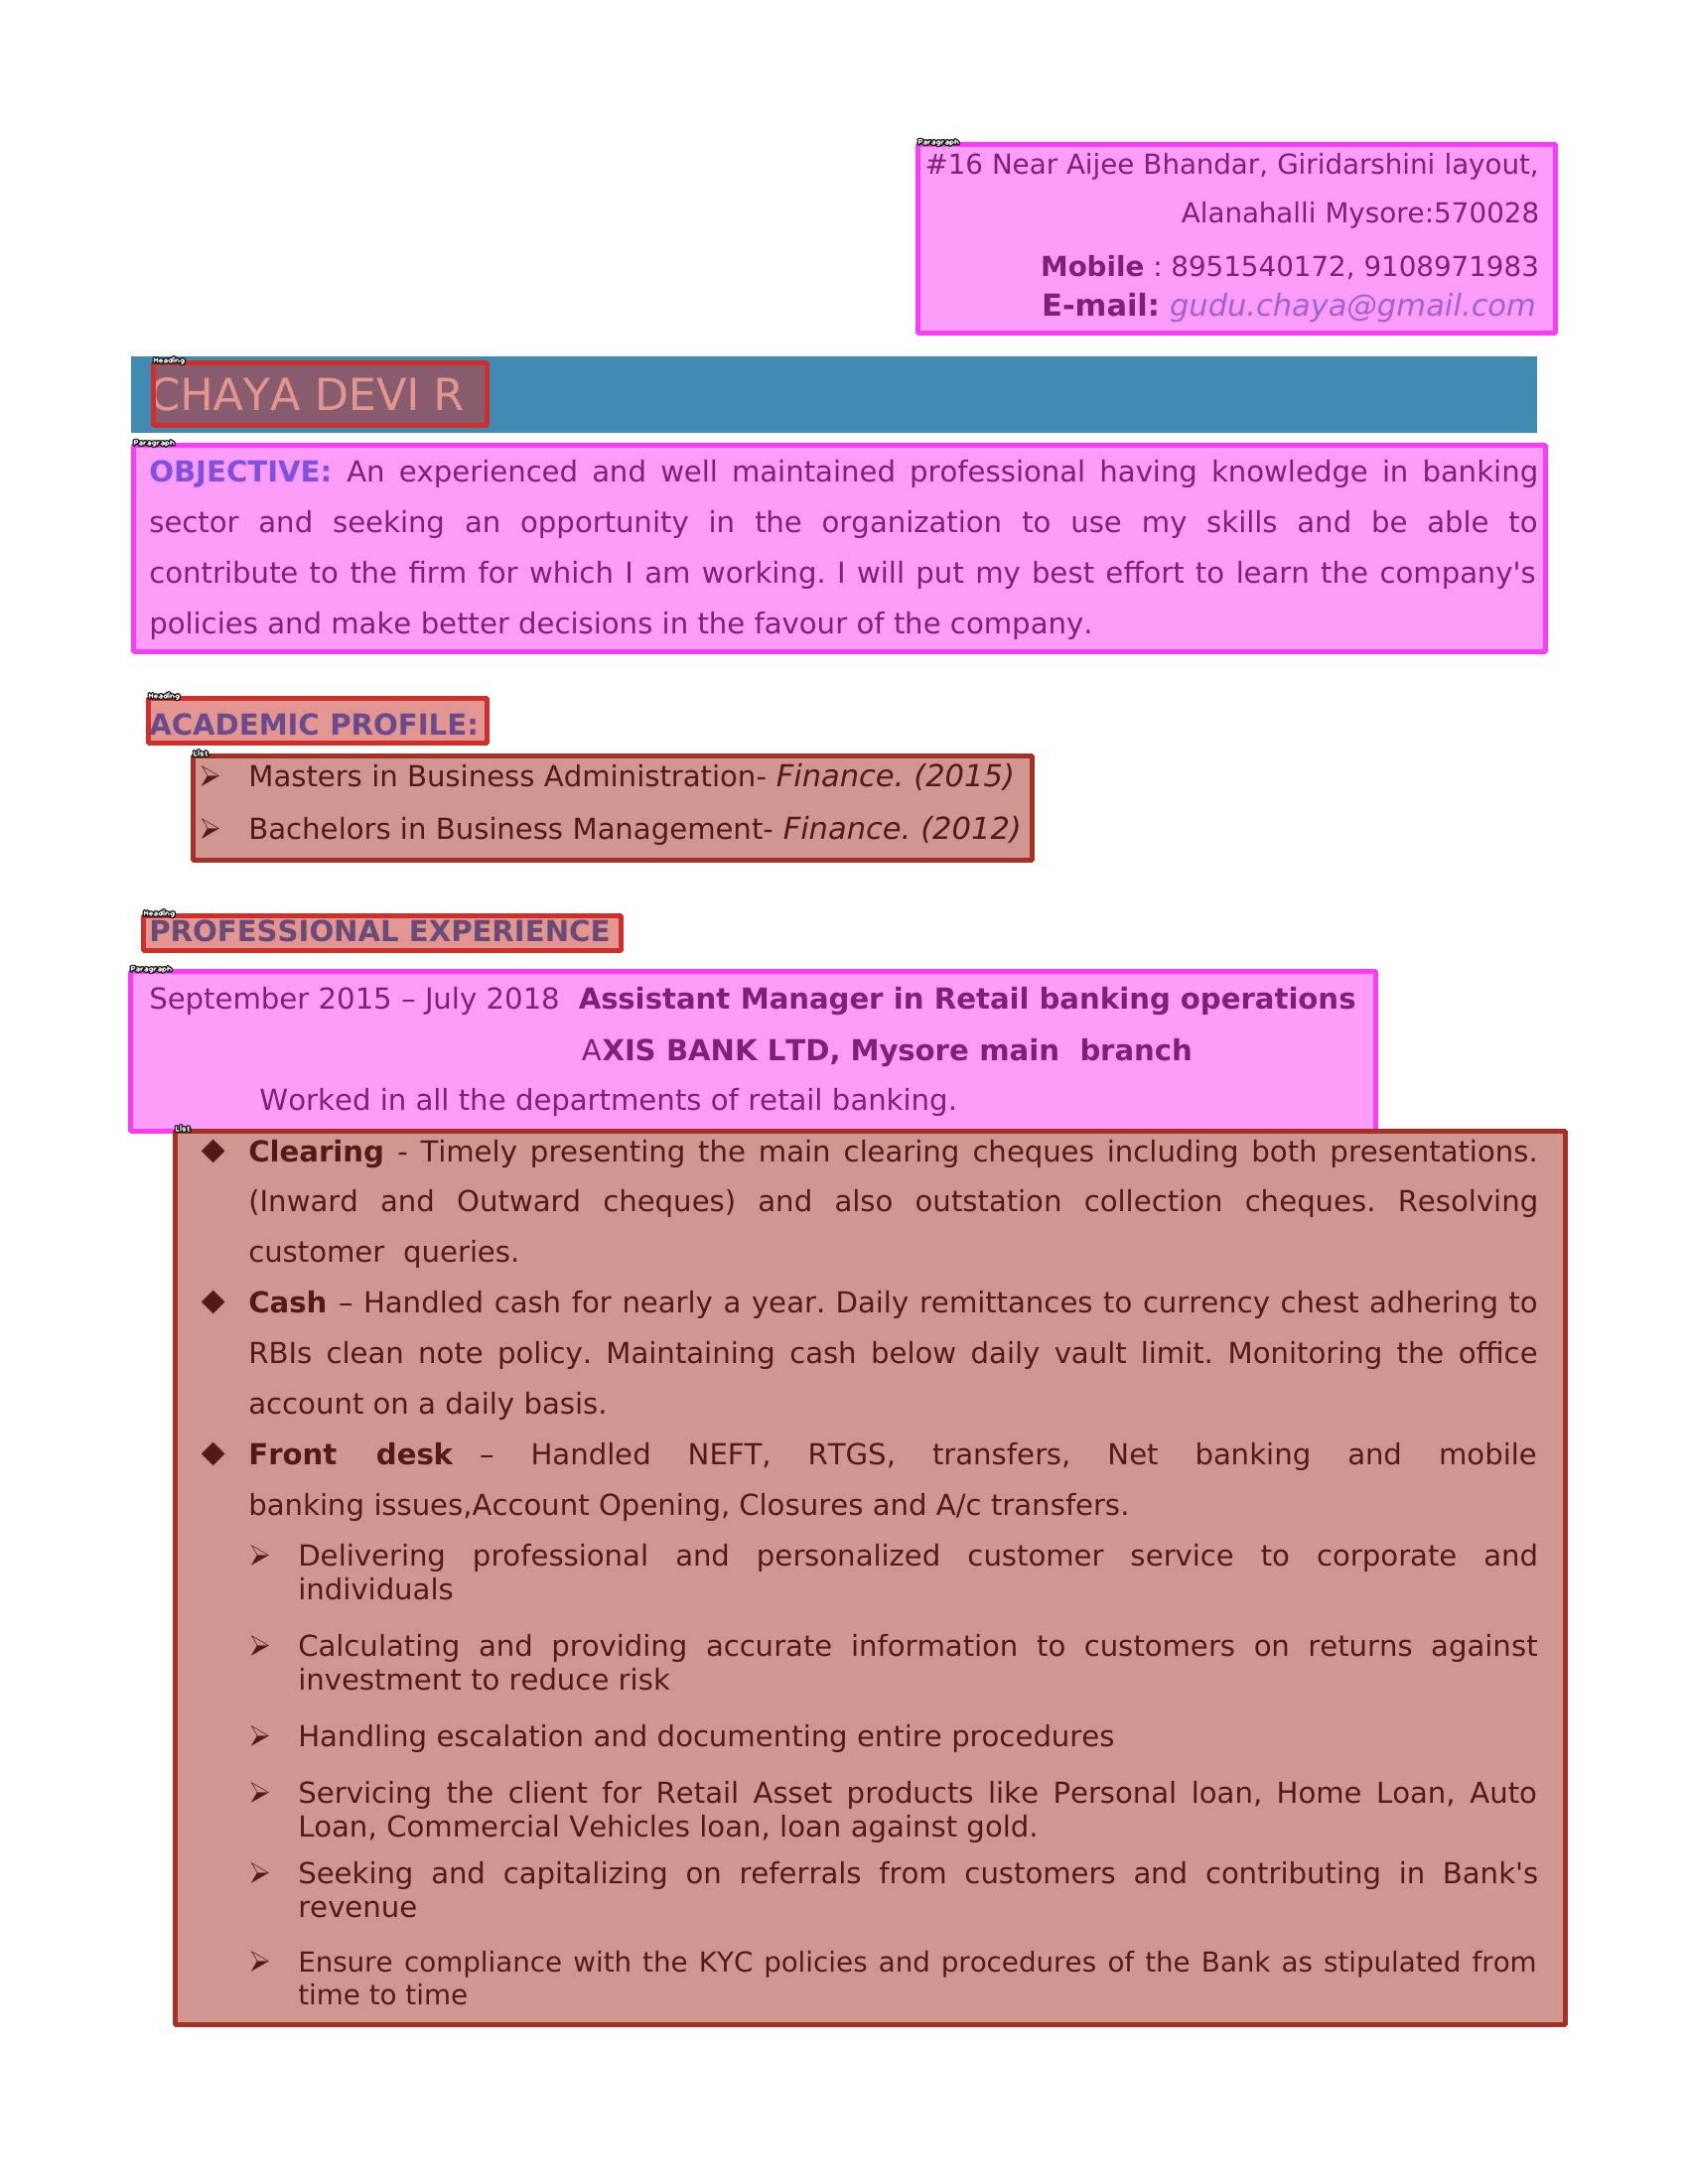 Paragraph
#16 Near Aijee Bhandar, Giridarshini layout,
Alanahalli Mysore:570028
Mobile : 8951540172, 9108971983
E-mail: gudu.chaya@gmail.com
Heading
CHAYA DEVI R
Paragraph
OBJECTIVE: An experienced and well maintained professional having knowledge in banking
sector and seeking an opportunity in the organization to use my skills and be able to
contribute to the firm for which I am working. I will put my best effort to learn the company's
policies and make better decisions in the favour of the company.
Heading
ACADEMIC PROFILE:
List
➢ Masters in Business Administration- Finance. (2015)
➢ Bachelors in Business Management- Finance. (2012)
Heading
PROFESSIONAL EXPERIENCE
Paragraph
September 2015 – July 2018 Assistant Manager in Retail banking operations
AXIS BANK LTD, Mysore main branch
Worked in all the departments of retail banking.
List
◆ Clearing - Timely presenting the main clearing cheques including both presentations.
(Inward and Outward cheques) and also outstation collection cheques. Resolving
customer queries.
◆ Cash – Handled cash for nearly a year. Daily remittances to currency chest adhering to
RBIs clean note policy. Maintaining cash below daily vault limit. Monitoring the office
account on a daily basis.
◆ Front desk – Handled NEFT, RTGS, transfers, Net banking and mobile
banking issues,Account Opening, Closures and A/c transfers.
➢ Delivering professional and personalized customer service to corporate and
individuals
➢ Calculating and providing accurate information to customers on returns against
investment to reduce risk
➢ Handling escalation and documenting entire procedures
➢ Servicing the client for Retail Asset products like Personal loan, Home Loan, Auto
Loan, Commercial Vehicles loan, loan against gold.
➢ Seeking and capitalizing on referrals from customers and contributing in Bank's
revenue
➢ Ensure compliance with the KYC policies and procedures of the Bank as stipulated from
time to time